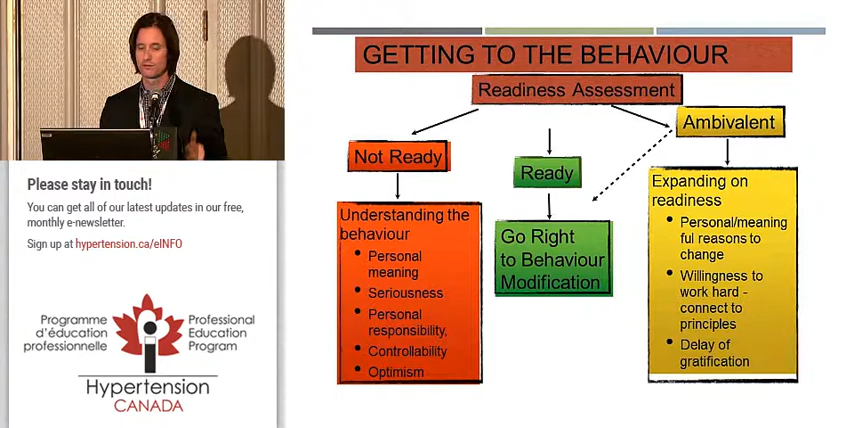 Please stay in touch!
You can get all of our latest updates in our free,
monthly e-newsletter.
Sign up at hypertension.ca/eINFO
Programme
d'éducation
professionnelle
Professional
Education
Program
Hypertension
CANADA
GETTING TO THE BEHAVIOUR
Readiness Assessment
Not Ready
Understanding the
behaviour
• Personal
meaning
• Seriousness
• Personal
responsibility,
• Controllability
• Optimism
Ready
Go Right
to Behaviour
Modification
Ambivalent
Expanding on
readiness
• Personal/meaning
ful reasons to
change
• Willingness to
work hard -
connect to
principles
• Delay of
gratification